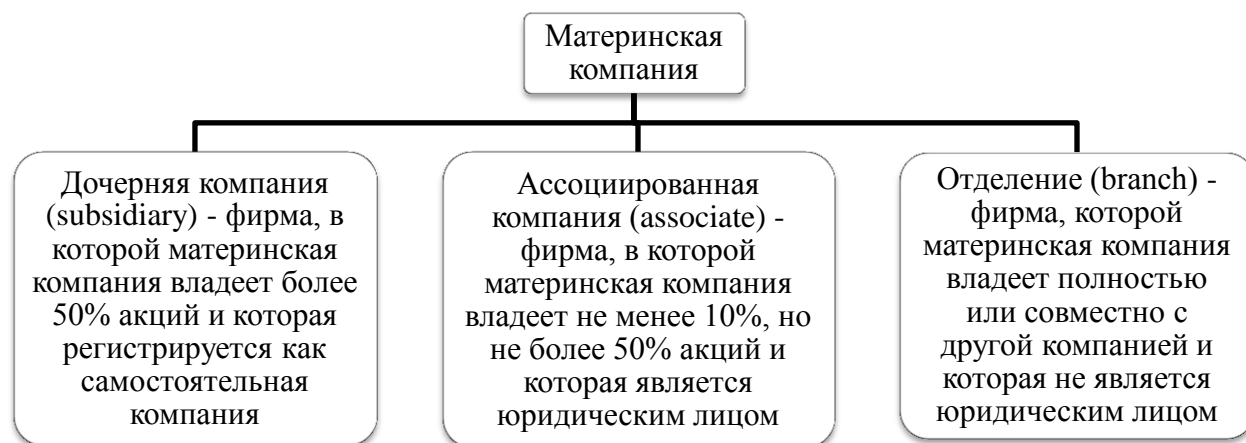 Материнская
компания
Дочерняя компания
(subsidiary) - фирма, в
которой материнская
компания владеет более
50% акций и которая
регистрируется как
самостоятельная
компания
Ассоциированная
компания (associate) -
фирма, в которой
материнская компания
владеет не менее 10%, но
не более 50% акций и
которая является
юридическим лицом
Отделение (branch) -
фирма, которой
материнская компания
владеет полностью
или совместно с
другой компанией и
которая не является
юридическим лицом